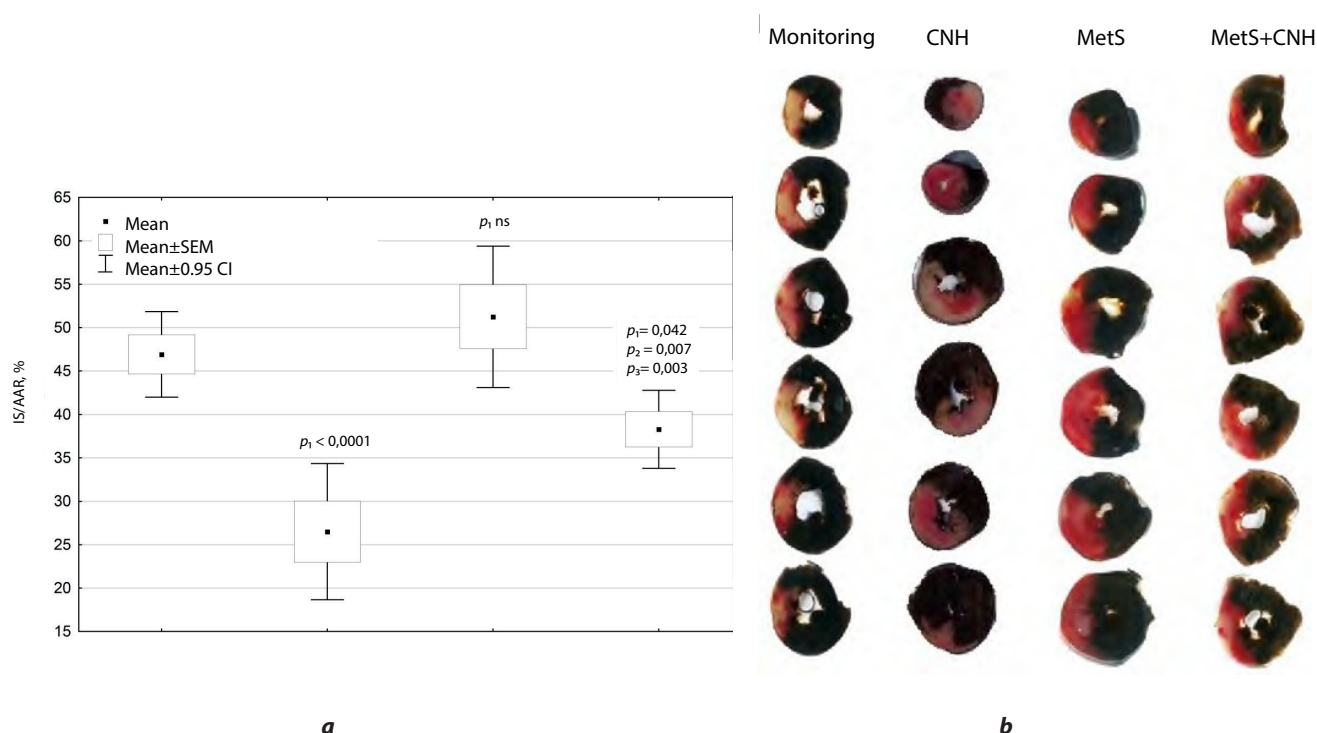 65
60
55
50
45
40
35
30
25
20
15
IS/AAR, %
Mean
Mean±SEM
Mean±0.95 CI
p₁ < 0,0001
p₁ ns
p₁= 0,042
p₂ = 0,007
p₃= 0,003
a
Monitoring CNH MetS MetS+CNH
b